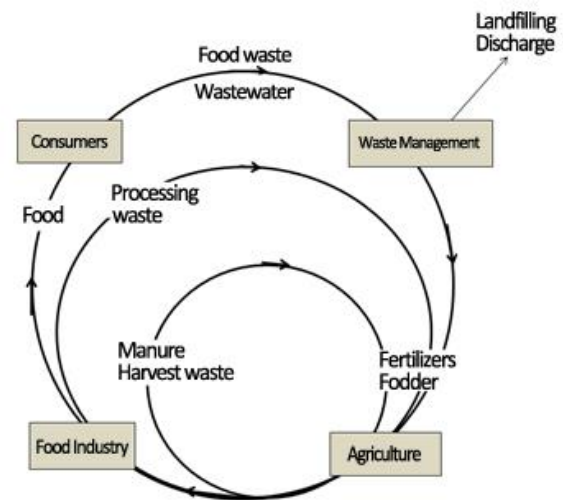 Landfilling
Discharge
Food waste
Wastewater
Consumers
Waste Management
Processing
waste
Food
Manure
Harvest waste
Fertilizers
Fodder
Food Industry
Agriculture